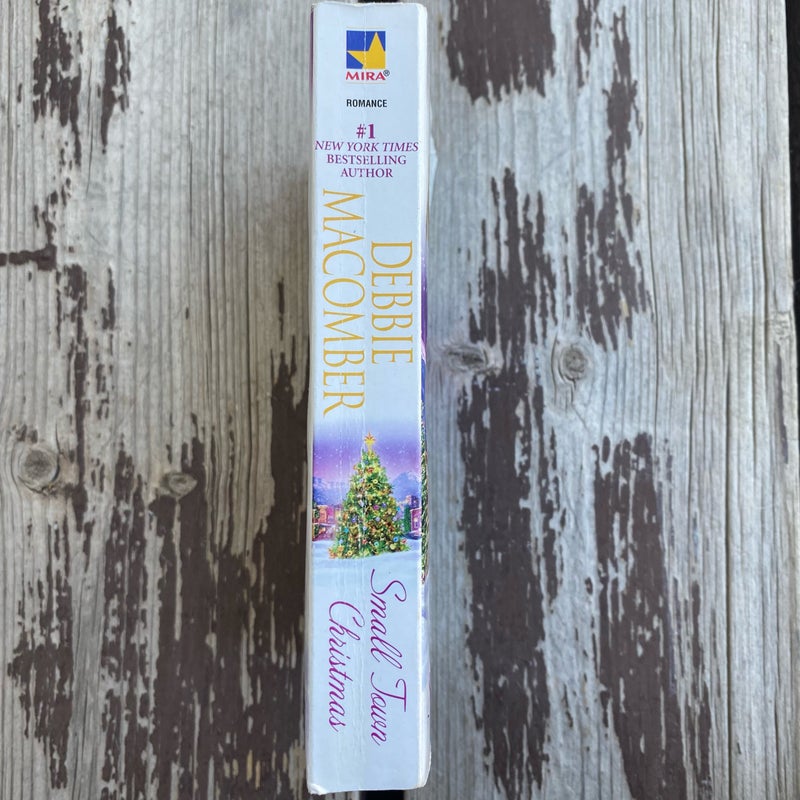 MIRA®
ROMANCE
#1
NEW YORK TIMES
BESTSELLING
AUTHOR
DEBBIE
MACOMBER
Small Town
Christmas